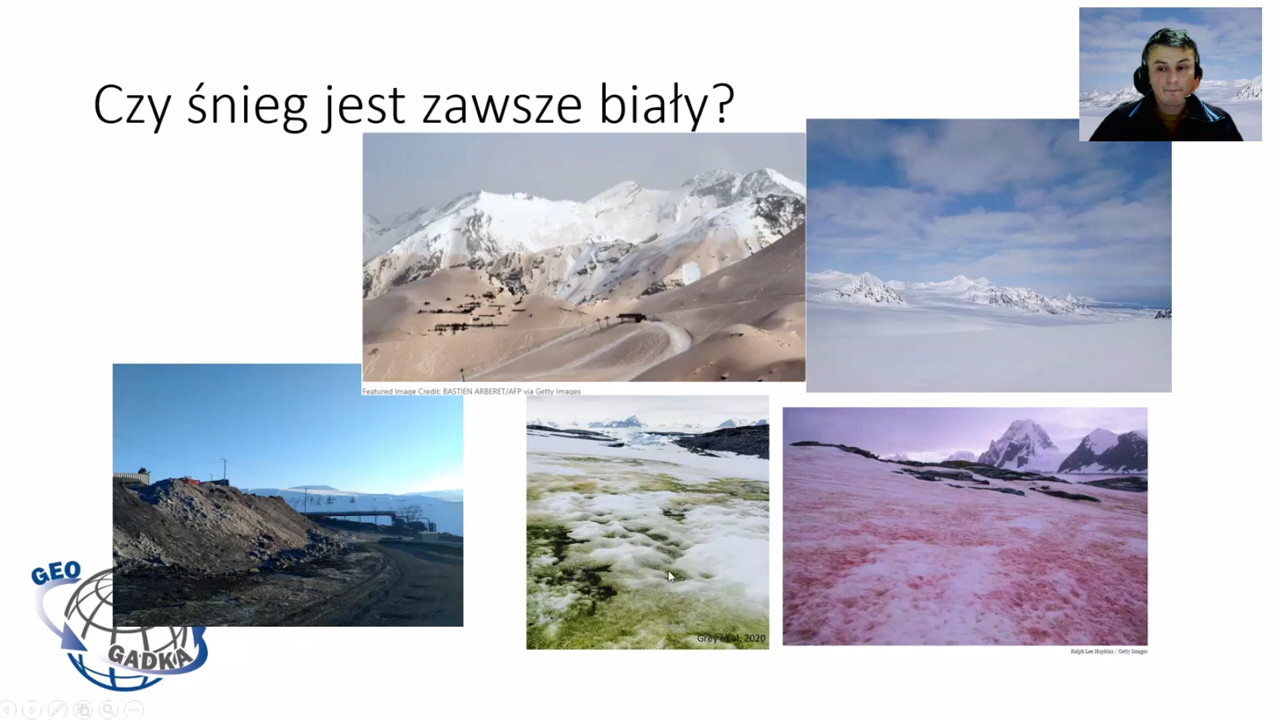 Czy śnieg jest zawsze biały?
Featured Image Credit: BASTIEN ARBERET/AFP via Getty Images
Grey et al, 2020
Ralph Lee Hopkins / Getty Images
GEO
GADKA